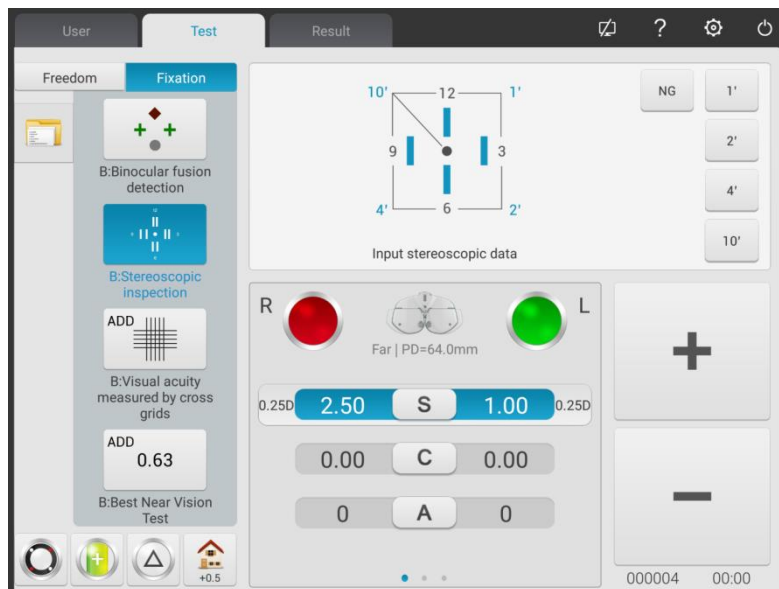 User
Test
Result
?
Freedom
Fixation
B:Binocular fusion
detection
B:Stereoscopic
inspection
ADD
B:Visual acuity
measured by cross
grids
ADD
0.63
B:Best Near Vision
Test
+0.5
10' 12 1'
9 3
4' 6 2'
Input stereoscopic data
NG
1'
2'
4'
10'
R
L
Far | PD=64.0mm
0.25D 2.50 S 1.00 0.25D
0.00 C 0.00
0 A 0
+
−
000004 00:00